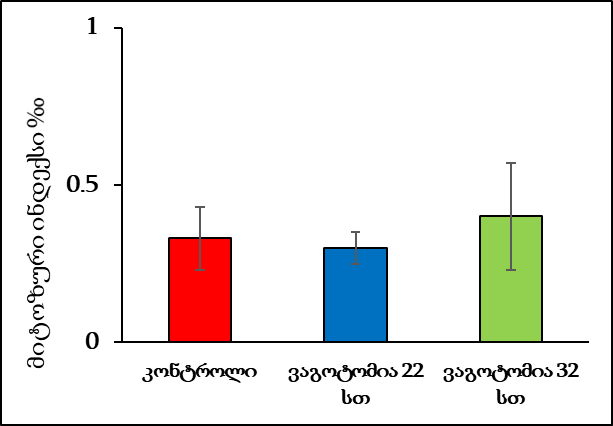 მიტოზური ინდექსი ‰
1
0.5
0
კონტროლი
ვაგოტომია 22
სთ
ვაგოტომია 32
სთ